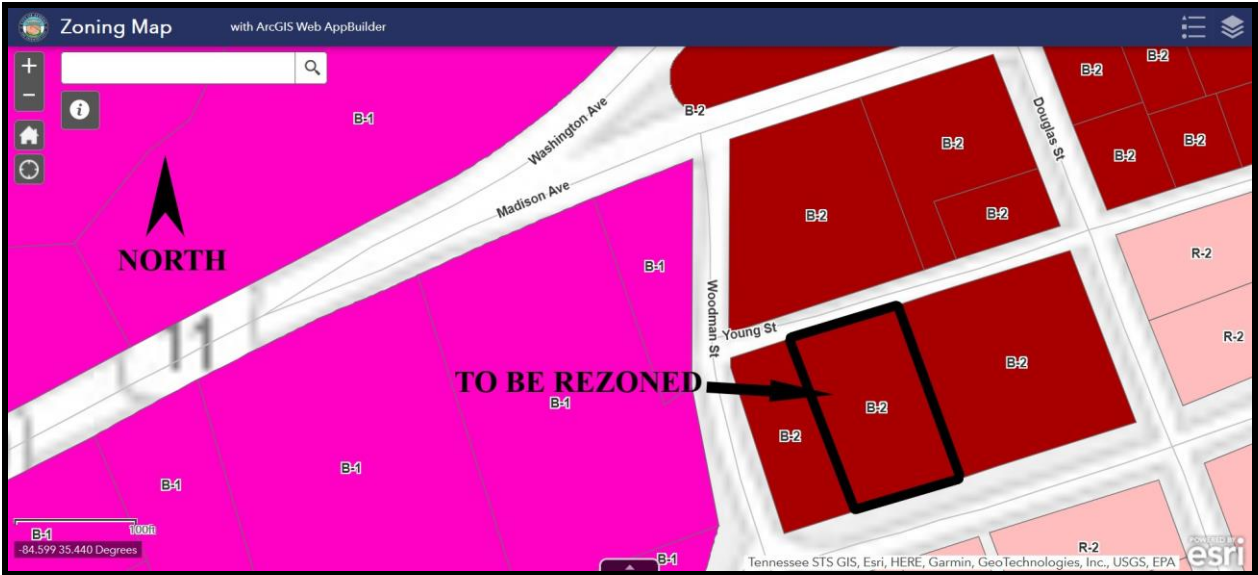 Zoning Map
with ArcGIS Web AppBuilder
+
−
i
B-1
Washington Ave
Madison Ave
B-2
Douglas St
B-2
B-2
B-2
B-2
B-2
B-2
B-2
NORTH
B-1
R-2
11
Woodman St
Young St
R-2
TO BE REZONED
B-2
B-1
B-2
B-2
B-1
B-1
B-1
100ft
-84.599 35.440 Degrees
B-1
R-2
Tennessee STS GIS, Esri, HERE, Garmin, GeoTechnologies, Inc., USGS, EPA
POWERED BY
esri